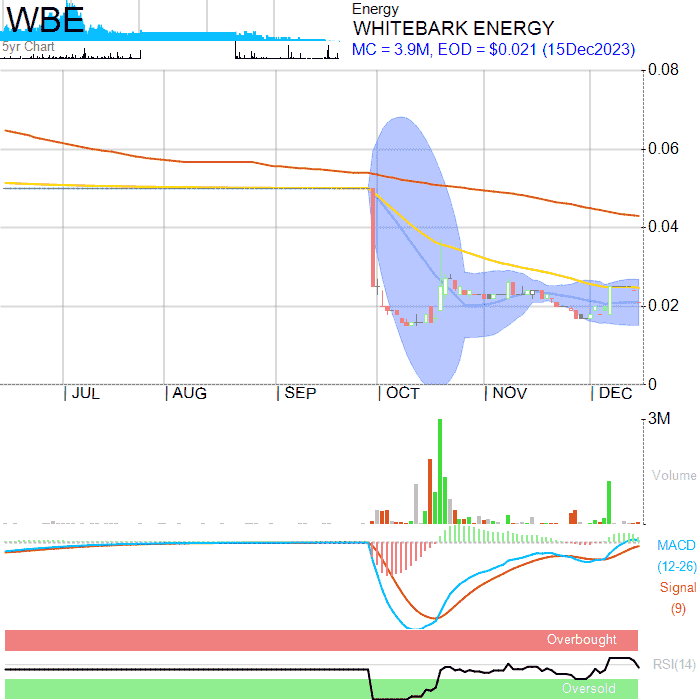 WBE
5yr Chart
Energy
WHITEBARK ENERGY
MC = 3.9M, EOD = $0.021 (15Dec2023)
0.08
0.06
0.04
0.02
0
JUL AUG SEP OCT NOV DEC
3M
Volume
MACD
(12-26)
Signal
(9)
Overbought
RSI(14)
Oversold